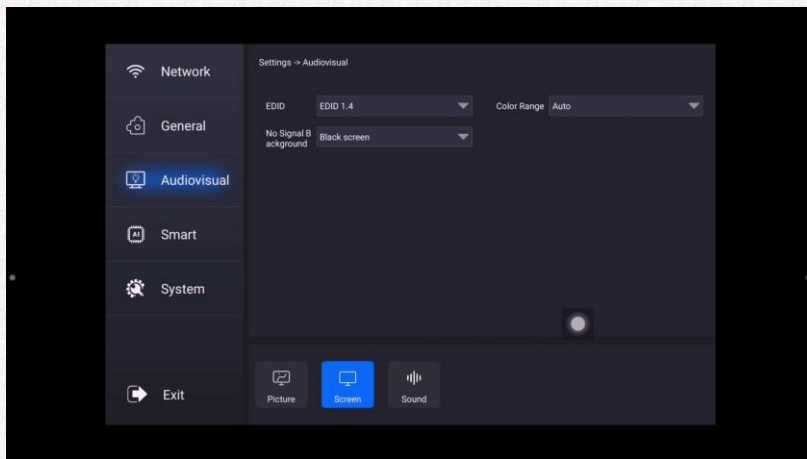 Network
General
Audiovisual
AI
Smart
System
Exit
Settings -> Audiovisual
EDID EDID 1.4 Color Range Auto
No Signal B
ackground Black screen
Picture Screen Sound